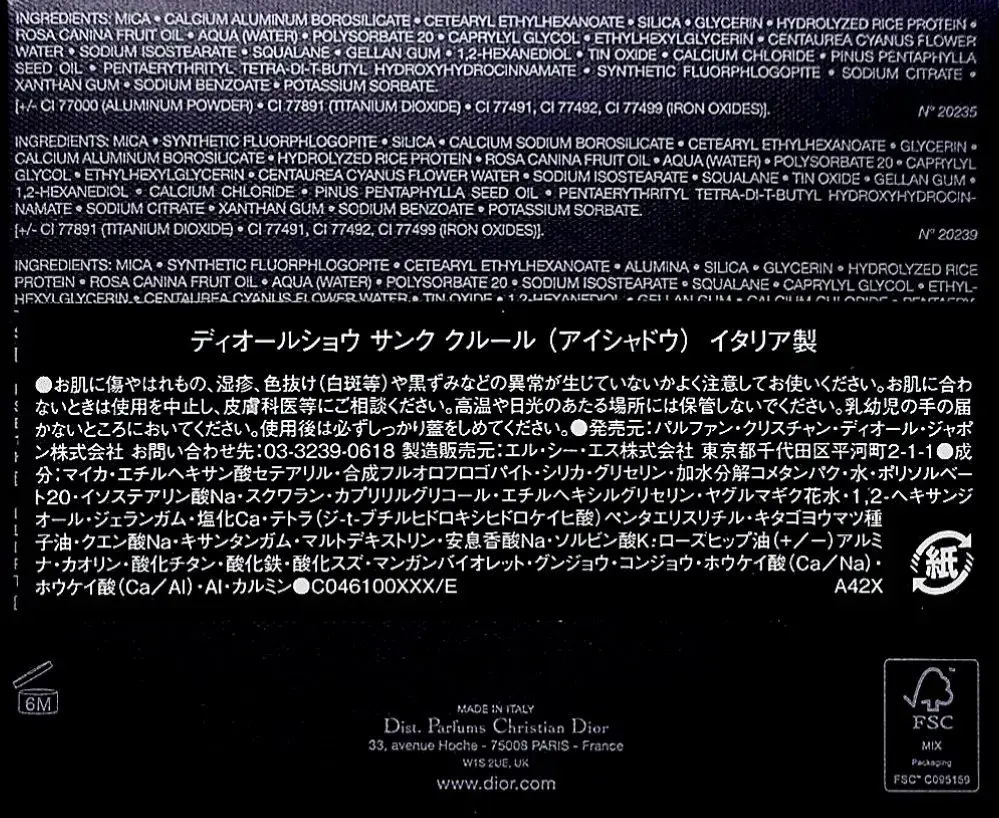 INGREDIENTS: MICA • CALCIUM ALUMINUM BOROSILICATE • CETEARYL ETHYLHEXANOATE • SILICA • GLYCERIN • HYDROLYZED RICE PROTEIN •
ROSA CANINA FRUIT OIL • AQUA (WATER) • POLYSORBATE 20 • CAPRYLYL GLYCOL • ETHYLHEXYLGLYCERIN • CENTAUREA CYANUS FLOWER
WATER • SODIUM ISOSTEARATE • SQUALANE • GELLAN GUM • 1,2-HEXANEDIOL • TIN OXIDE • CALCIUM CHLORIDE • PINUS PENTAPHYLLA
SEED OIL • PENTAERYTHRITYL TETRA-DI-T-BUTYL HYDROXYHYDROCINNAMATE • SYNTHETIC FLUORPHLOGOPITE • SODIUM CITRATE •
XANTHAN GUM • SODIUM BENZOATE • POTASSIUM SORBATE.
[+/- CI 77000 (ALUMINUM POWDER) • CI 77891 (TITANIUM DIOXIDE) • CI 77491, CI 77492, CI 77499 (IRON OXIDES)]. N° 20235
INGREDIENTS: MICA • SYNTHETIC FLUORPHLOGOPITE • SILICA • CALCIUM SODIUM BOROSILICATE • CETEARYL ETHYLHEXANOATE • GLYCERIN •
CALCIUM ALUMINUM BOROSILICATE • HYDROLYZED RICE PROTEIN • ROSA CANINA FRUIT OIL • AQUA (WATER) • POLYSORBATE 20 • CAPRYLYL
GLYCOL • ETHYLHEXYLGLYCERIN • CENTAUREA CYANUS FLOWER WATER • SODIUM ISOSTEARATE • SQUALANE • TIN OXIDE • GELLAN GUM •
1,2-HEXANEDIOL • CALCIUM CHLORIDE • PINUS PENTAPHYLLA SEED OIL • PENTAERYTHRITYL TETRA-DI-T-BUTYL HYDROXYHYDROCIN-
NAMATE • SODIUM CITRATE • XANTHAN GUM • SODIUM BENZOATE • POTASSIUM SORBATE.
[+/- CI 77891 (TITANIUM DIOXIDE) • CI 77491, CI 77492, CI 77499 (IRON OXIDES)]. N° 20239
INGREDIENTS: MICA • SYNTHETIC FLUORPHLOGOPITE • CETEARYL ETHYLHEXANOATE • ALUMINA • SILICA • GLYCERIN • HYDROLYZED RICE
PROTEIN • ROSA CANINA FRUIT OIL • AQUA (WATER) • POLYSORBATE 20 • SODIUM ISOSTEARATE • SQUALANE • CAPRYLYL GLYCOL • ETHYL-
HEXYLGLYCERIN • CENTAUREA CYANUS FLOWER WATER • TIN OXIDE • 1,2-HEXANEDIOL • GELLAN GUM • CALCIUM CHLORIDE •
ディオールショウ サンク クルール（アイシャドウ） イタリア製
●お肌に傷やはれもの、湿疹、色抜け（白斑等）や黒ずみなどの異常が生じていないかよく注意してお使いください。お肌に合わ
ないときは使用を中止し、皮膚科医等にご相談ください。高温や日光のあたる場所には保管しないでください。乳幼児の手の届
かないところにおいてください。使用後は必ずしっかり蓋をしめてください。●発売元：パルファン・クリスチャン・ディオール・ジャポ
ン株式会社 お問い合わせ先：03-3239-0618 製造販売元：エル・シー・エス株式会社 東京都千代田区平河町2-1-1●成
分：マイカ・エチルヘキサン酸セテアリル・合成フルオロフロゴパイト・シリカ・グリセリン・加水分解コメタンパク・水・ポリソルベー
ト20・イソステアリン酸Na・スクワラン・カプリリルグリコール・エチルヘキシルグリセリン・ヤグルマギク花水・1,2-ヘキサンジ
オール・ジェランガム・塩化Ca・テトラ（ジ-t-ブチルヒドロキシヒドロケイヒ酸）ペンタエリスリチル・キタゴヨウマツ種
子油・クエン酸Na・キサンタンガム・マルトデキストリン・安息香酸Na・ソルビン酸K：ローズヒップ油（+／−）アルミ
ナ・カオリン・酸化チタン・酸化鉄・酸化スズ・マンガンバイオレット・グンジョウ・コンジョウ・ホウケイ酸（Ca／Na）・
ホウケイ酸（Ca／Al）・Al・カルミン●C046100XXX/E A42X
紙
6M
MADE IN ITALY
Dist. Parfums Christian Dior
33, avenue Hoche - 75008 PARIS - France
W1S 2UE, UK
www.dior.com
FSC
MIX
Packaging
FSC™ C095159